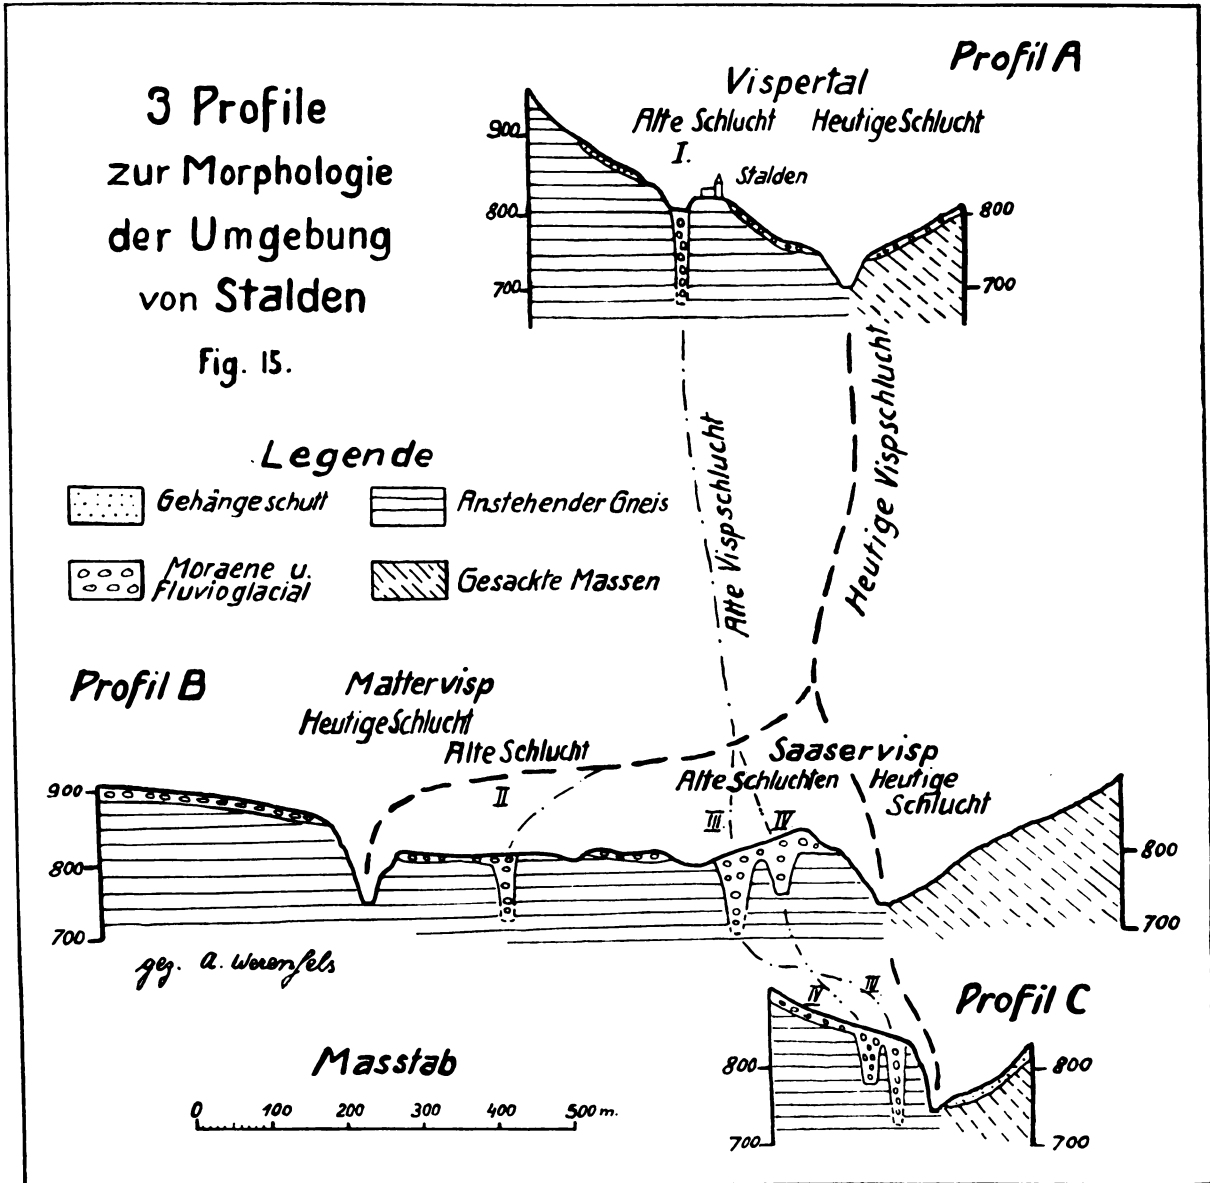 3 Profile
zur Morphologie
der Umgebung
von Stalden
Fig. 15.
Profil A
Vispertal
Alte Schlucht Heutige Schlucht
I.
Stalden
900
800
700
800
700
Alte Vispschlucht
Heutige Vispschlucht
Legende
Gehängeschutt
Anstehender Gneis
Moraene u.
Fluvioglacial
Gesackte Massen
Profil B
Mattervisp
Heutige Schlucht
Alte Schlucht
II
Saaservisp
Alte Schluchten
Heutige
Schlucht
III
IV
900
800
700
800
700
gez. A. Werenfels
Profil C
IV
IV
800
700
800
700
Masstab
0 100 200 300 400 500 m.